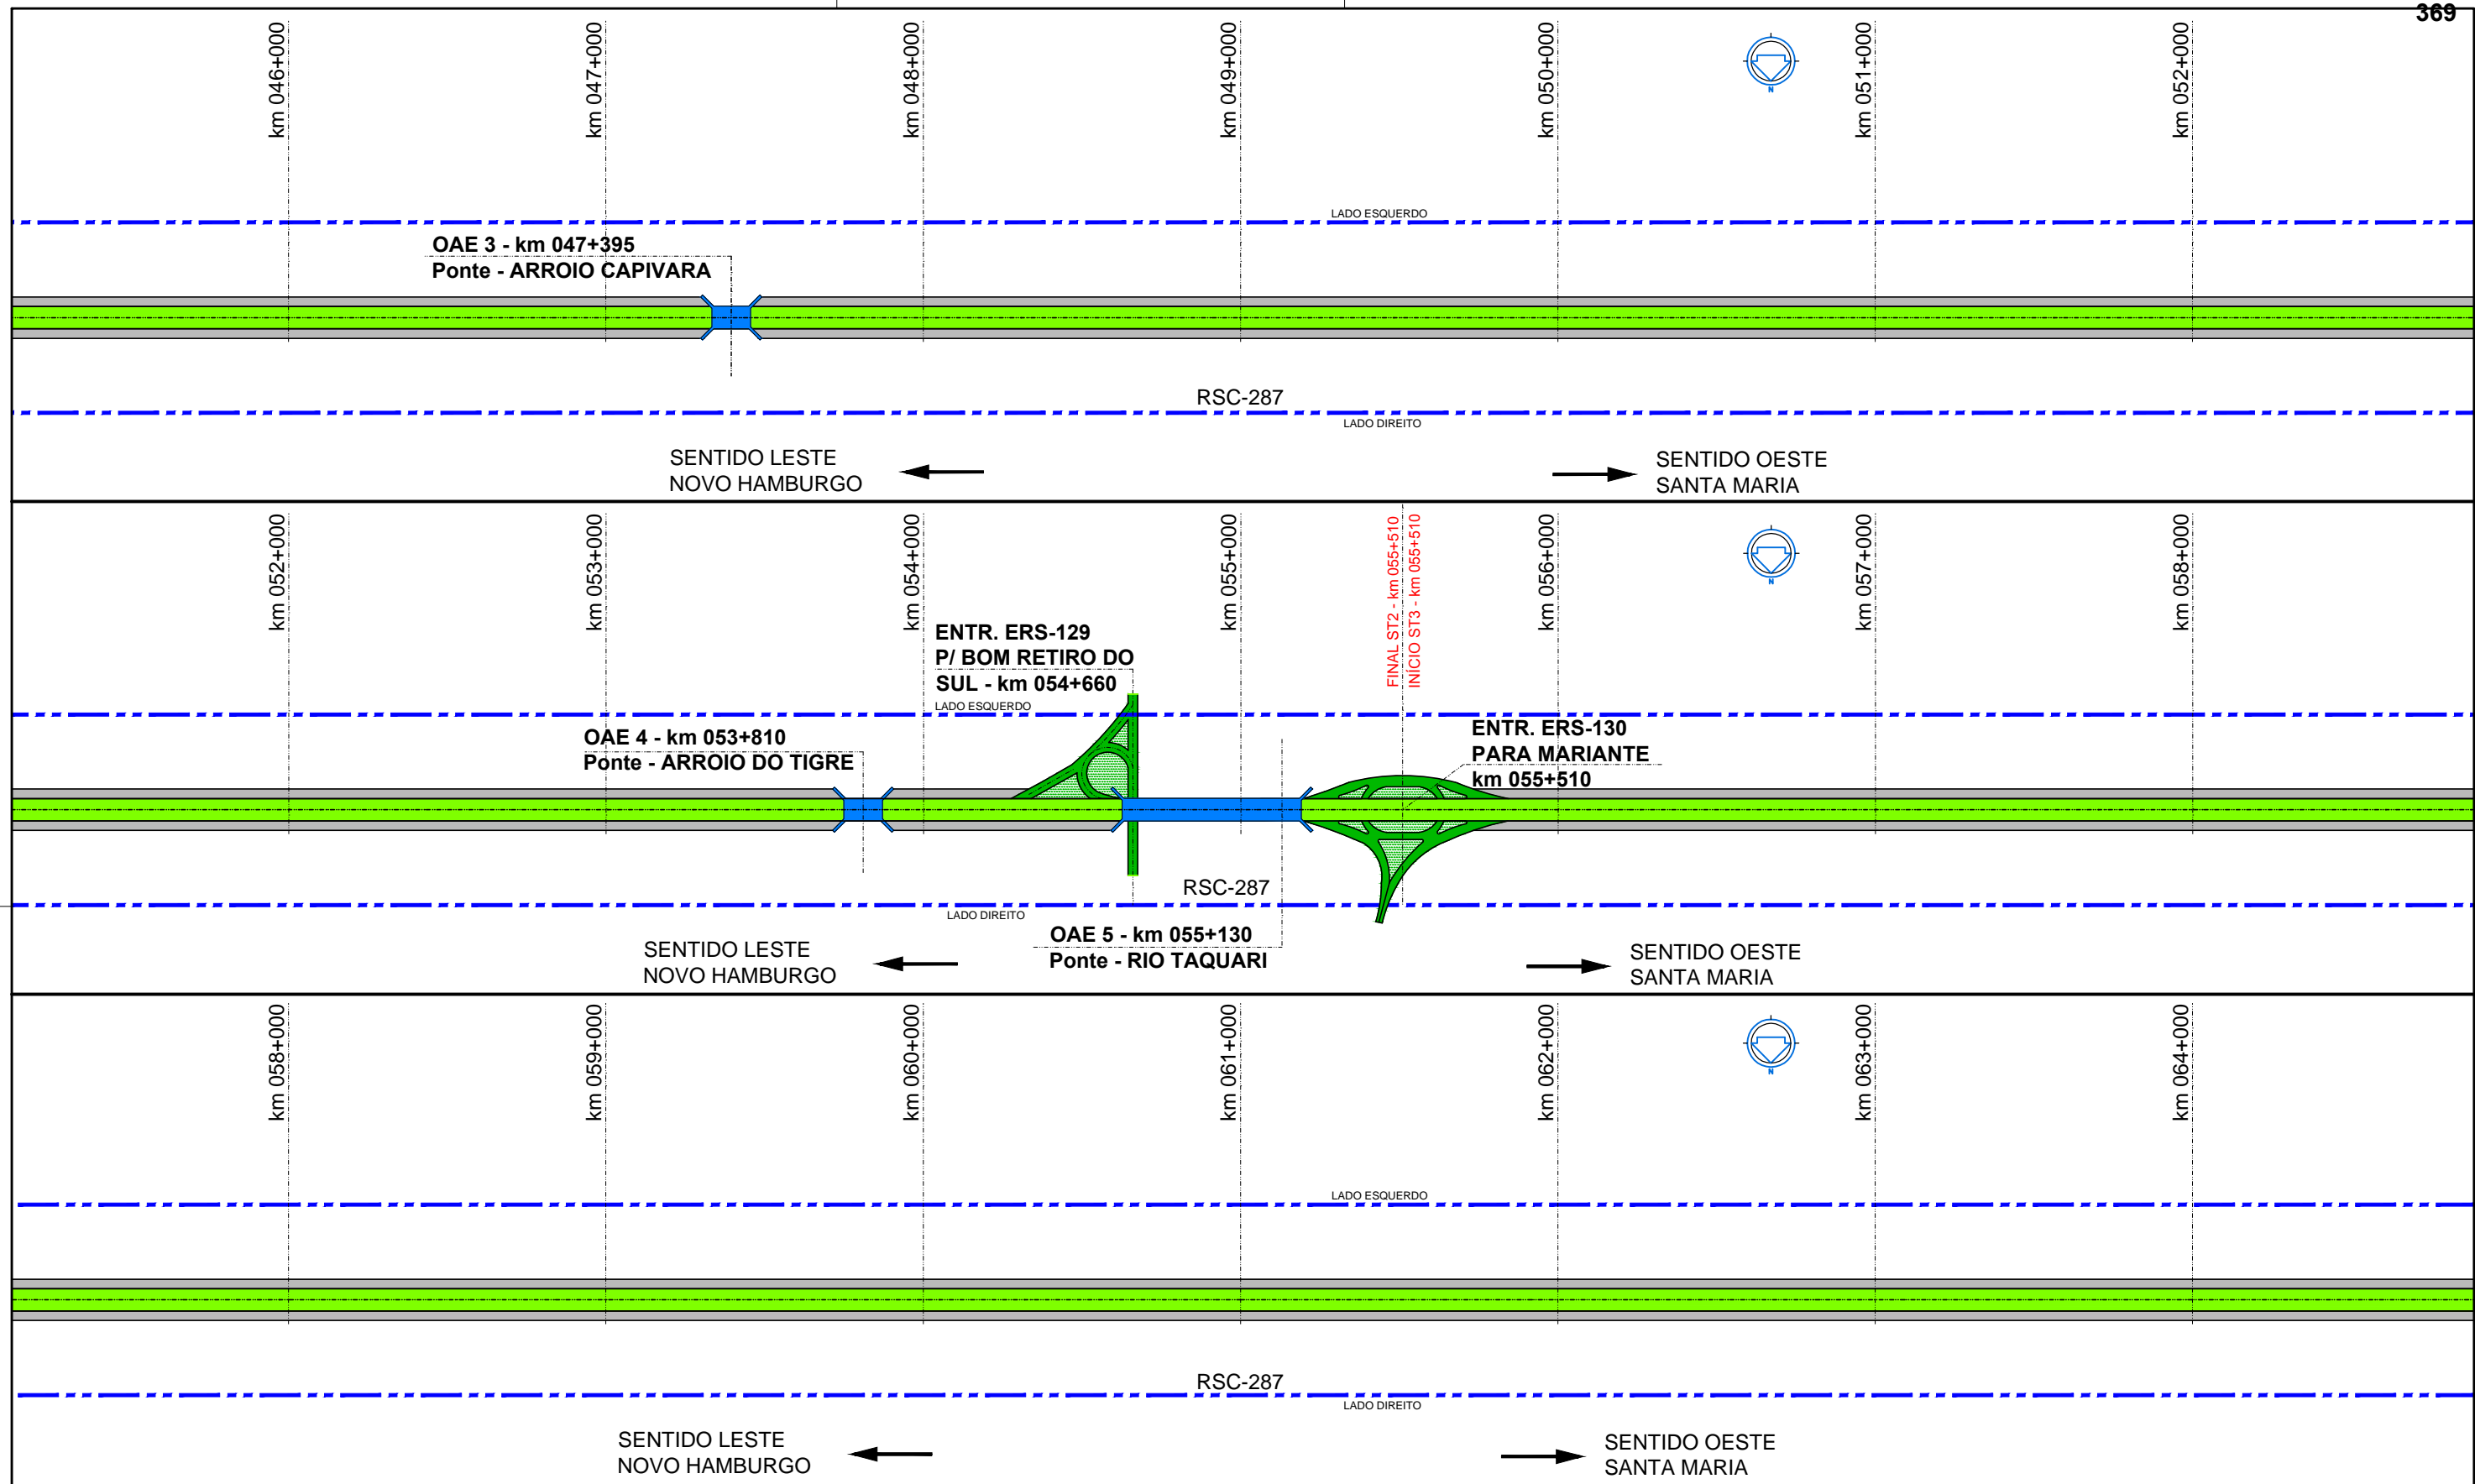 369
km 046+000
km 047+000
km 048+000
km 049+000
km 050+000
km 051+000
km 052+000
N
LADO ESQUERDO
OAE 3 - km 047+395
Ponte - ARROIO CAPIVARA
RSC-287
LADO DIREITO
SENTIDO LESTE
NOVO HAMBURGO
SENTIDO OESTE
SANTA MARIA
km 052+000
km 053+000
km 054+000
km 055+000
FINAL ST2 - km 055+510
INÍCIO ST3 - km 055+510
km 056+000
km 057+000
km 058+000
N
ENTR. ERS-129
P/ BOM RETIRO DO
SUL - km 054+660
LADO ESQUERDO
OAE 4 - km 053+810
Ponte - ARROIO DO TIGRE
ENTR. ERS-130
PARA MARIANTE
km 055+510
RSC-287
LADO DIREITO
OAE 5 - km 055+130
Ponte - RIO TAQUARI
SENTIDO LESTE
NOVO HAMBURGO
SENTIDO OESTE
SANTA MARIA
km 058+000
km 059+000
km 060+000
km 061+000
km 062+000
km 063+000
km 064+000
N
LADO ESQUERDO
RSC-287
LADO DIREITO
SENTIDO LESTE
NOVO HAMBURGO
SENTIDO OESTE
SANTA MARIA